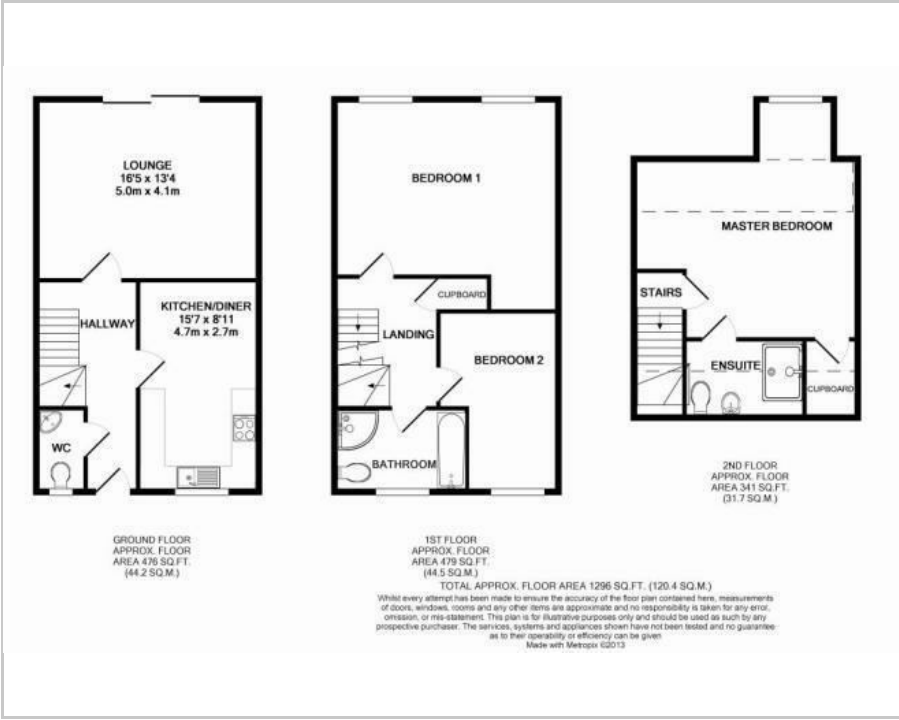 LOUNGE
16'5 x 13'4
5.0m x 4.1m
HALLWAY
KITCHEN/DINER
15'7 x 8'11
4.7m x 2.7m
WC
GROUND FLOOR
APPROX. FLOOR
AREA 476 SQ.FT.
(44.2 SQ.M.)
BEDROOM 1
CUPBOARD
LANDING
BEDROOM 2
BATHROOM
1ST FLOOR
APPROX. FLOOR
AREA 479 SQ.FT.
(44.5 SQ.M.)
MASTER BEDROOM
STAIRS
ENSUITE
CUPBOARD
2ND FLOOR
APPROX. FLOOR
AREA 341 SQ.FT.
(31.7 SQ.M.)
TOTAL APPROX. FLOOR AREA 1296 SQ.FT. (120.4 SQ.M.)
Whilst every attempt has been made to ensure the accuracy of the floor plan contained here, measurements
of doors, windows, rooms and any other items are approximate and no responsibility is taken for any error,
omission, or mis-statement. This plan is for illustrative purposes only and should be used as such by any
prospective purchaser. The services, systems and appliances shown have not been tested and no guarantee
as to their operability or efficiency can be given
Made with Metropix ©2013